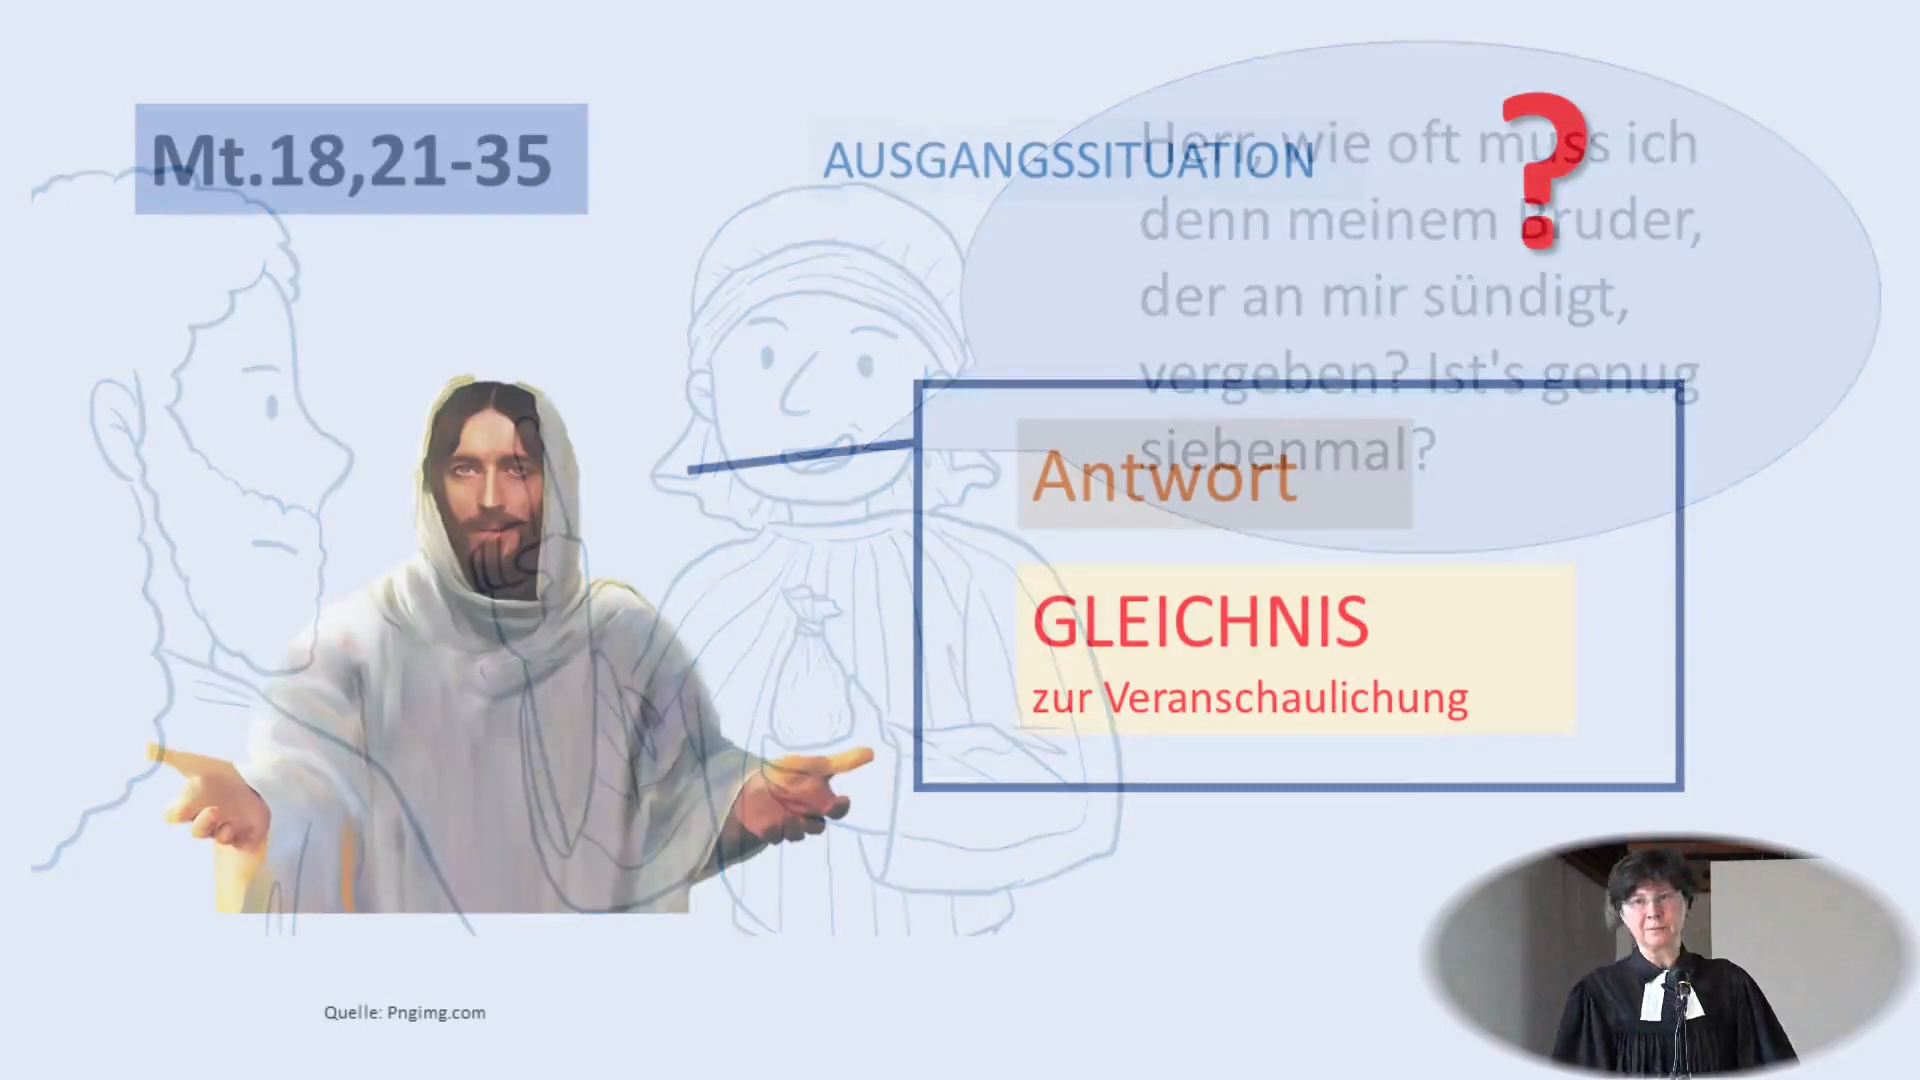 Mt.18,21-35
AUSGANGSSITUATION
Herr, wie oft muss ich
denn meinem Bruder,
der an mir sündigt,
vergeben? Ist's genug
siebenmal?
?
Antwort
GLEICHNIS
zur Veranschaulichung
Quelle: Pngimg.com